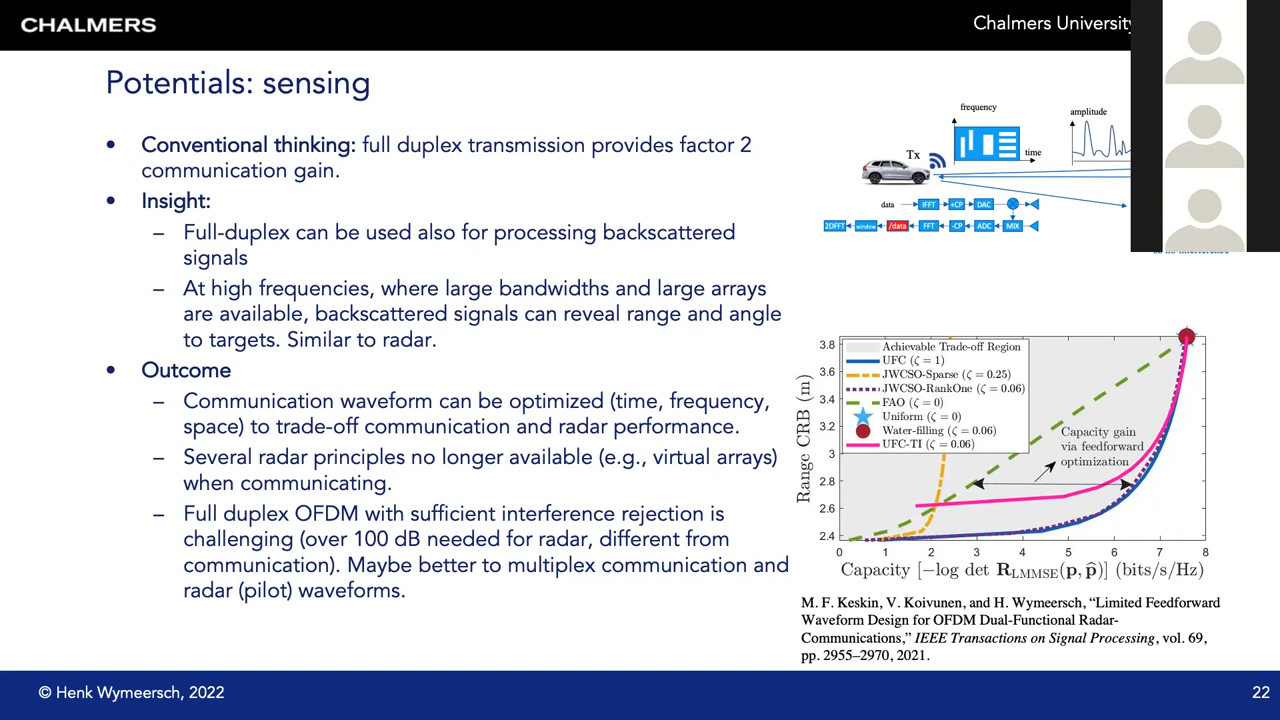 CHALMERS
Chalmers University
Potentials: sensing
• Conventional thinking: full duplex transmission provides factor 2
communication gain.
• Insight:
– Full-duplex can be used also for processing backscattered
signals
– At high frequencies, where large bandwidths and large arrays
are available, backscattered signals can reveal range and angle
to targets. Similar to radar.
• Outcome
– Communication waveform can be optimized (time, frequency,
space) to trade-off communication and radar performance.
– Several radar principles no longer available (e.g., virtual arrays)
when communicating.
– Full duplex OFDM with sufficient interference rejection is
challenging (over 100 dB needed for radar, different from
communication). Maybe better to multiplex communication and
radar (pilot) waveforms.
frequency
amplitude
Tx
time
data IFFT +CP DAC
2DFFT window /data FFT -CP ADC MIX
3.8
3.6
3.4
3.2
3
2.8
2.6
2.4
Range CRB (m)
Achievable Trade-off Region
UFC (ζ = 1)
JWCSO-Sparse (ζ = 0.25)
JWCSO-RankOne (ζ = 0.06)
FAO (ζ = 0)
Uniform (ζ = 0)
Water-filling (ζ = 0.06)
UFC-TI (ζ = 0.06)
Capacity gain
via feedforward
optimization
0 1 2 3 4 5 6 7 8
Capacity [−log det R_LMMSE(p, p̂)] (bits/s/Hz)
M. F. Keskin, V. Koivunen, and H. Wymeersch, “Limited Feedforward
Waveform Design for OFDM Dual-Functional Radar-
Communications,” IEEE Transactions on Signal Processing, vol. 69,
pp. 2955–2970, 2021.
© Henk Wymeersch, 2022
22